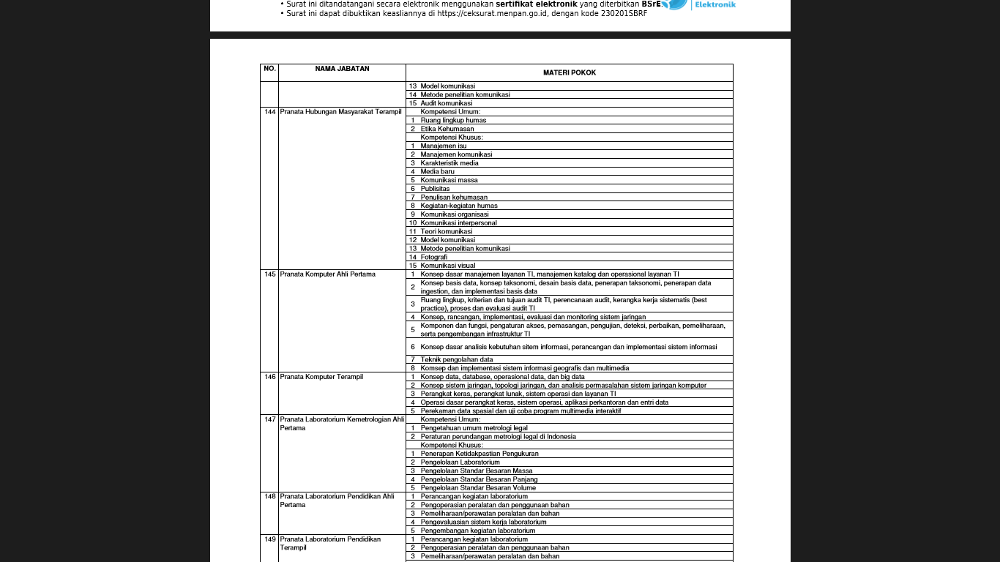 • Surat ini ditandatangani secara elektronik menggunakan sertifikat elektronik yang diterbitkan BSrE.
Elektronik
• Surat ini dapat dibuktikan keasliannya di https://ceksurat.menpan.go.id, dengan kode 230201SBRF
NO. NAMA JABATAN MATERI POKOK
13 Model komunikasi
14 Metode penelitian komunikasi
15 Audit komunikasi
144 Pranata Hubungan Masyarakat Terampil Kompetensi Umum:
1 Ruang lingkup humas
2 Etika Kehumasan
Kompetensi Khusus:
1 Manajemen isu
2 Manajemen komunikasi
3 Karakteristik media
4 Media baru
5 Komunikasi massa
6 Publisitas
7 Penulisan kehumasan
8 Kegiatan-kegiatan humas
9 Komunikasi organisasi
10 Komunikasi interpersonal
11 Teori komunikasi
12 Model komunikasi
13 Metode penelitian komunikasi
14 Fotografi
15 Komunikasi visual
145 Pranata Komputer Ahli Pertama 1 Konsep dasar manajemen layanan TI, manajemen katalog dan operasional layanan TI
2 Konsep basis data, konsep taksonomi, desain basis data, penerapan taksonomi, penerapan data
ingestion, dan implementasi basis data
3 Ruang lingkup, kriterian dan tujuan audit TI, perencanaan audit, kerangka kerja sistematis (best
practice), proses dan evaluasi audit TI
4 Konsep, rancangan, implementasi, evaluasi dan monitoring sistem jaringan
5 Komponen dan fungsi, pengaturan akses, pemasangan, pengujian, deteksi, perbaikan, pemeliharaan,
serta pengembangan infrastruktur TI
6 Konsep dasar analisis kebutuhan sitem informasi, perancangan dan implementasi sistem informasi
7 Teknik pengolahan data
8 Komsep dan implementasi sistem informasi geografis dan multimedia
146 Pranata Komputer Terampil 1 Konsep data, database, operasional data, dan big data
2 Konsep sistem jaringan, topologi jaringan, dan analisis permasalahan sistem jaringan komputer
3 Perangkat keras, perangkat lunak, sistem operasi dan layanan TI
4 Operasi dasar perangkat keras, sistem operasi, aplikasi perkantoran dan entri data
5 Perekaman data spasial dan uji coba program multimedia interaktif
147 Pranata Laboratorium Kemetrologian Ahli Kompetensi Umum:
Pertama 1 Pengetahuan umum metrologi legal
2 Peraturan perundangan metrologi legal di Indonesia
Kompetensi Khusus:
1 Penerapan Ketidakpastian Pengukuran
2 Pengelolaan Laboratorium
3 Pengelolaan Standar Besaran Massa
4 Pengelolaan Standar Besaran Panjang
5 Pengelolaan Standar Besaran Volume
148 Pranata Laboratorium Pendidikan Ahli 1 Perancangan kegiatan laboratorium
Pertama 2 Pengoperasian peralatan dan penggunaan bahan
3 Pemeliharaan/perawatan peralatan dan bahan
4 Pengevaluasian sistem kerja laboratorium
5 Pengembangan kegiatan laboratorium
149 Pranata Laboratorium Pendidikan 1 Perancangan kegiatan laboratorium
Terampil 2 Pengoperasian peralatan dan penggunaan bahan
3 Pemeliharaan/perawatan peralatan dan bahan